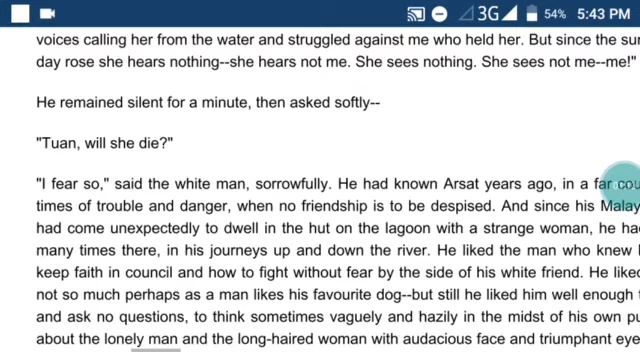 3G 54% 5:43 PM
voices calling her from the water and struggled against me who held her. But since the
day rose she hears nothing--she hears not me. She sees nothing. She sees not me--me!"
He remained silent for a minute, then asked softly--
"Tuan, will she die?"
"I fear so," said the white man, sorrowfully. He had known Arsat years ago, in a far
times of trouble and danger, when no friendship is to be despised. And since his
had come unexpectedly to dwell in the hut on the lagoon with a strange woman, he
many times there, in his journeys up and down the river. He liked the man who knew
keep faith in council and how to fight without fear by the side of his white friend. He
not so much perhaps as a man likes his favourite dog--but still he liked him well enough
and ask no questions, to think sometimes vaguely and hazily in the midst of his own
about the lonely man and the long-haired woman with audacious face and triumphant